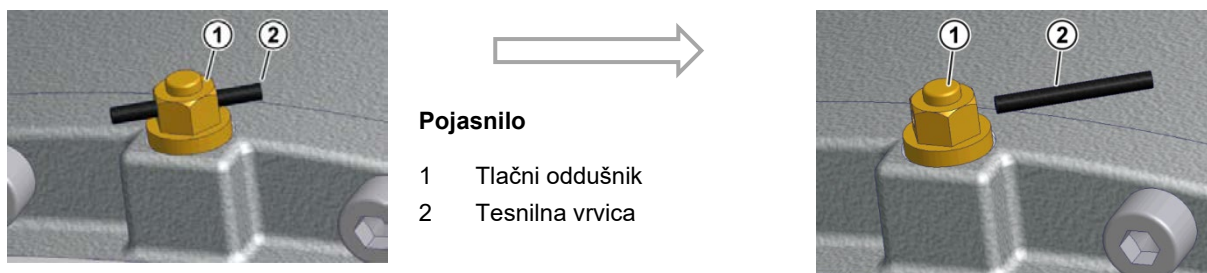 1 2
Pojasnilo
1 Tlačni oddušnik
2 Tesnilna vrvica
1 2